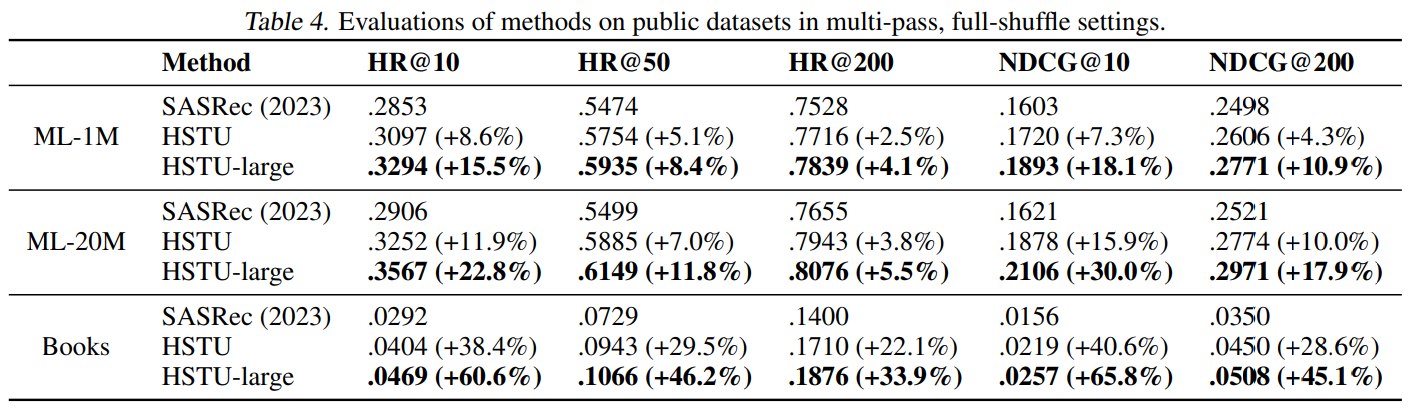 Table 4. Evaluations of methods on public datasets in multi-pass, full-shuffle settings.
Method HR@10 HR@50 HR@200 NDCG@10 NDCG@200
SASRec (2023) .2853 .5474 .7528 .1603 .2498
ML-1M HSTU .3097 (+8.6%) .5754 (+5.1%) .7716 (+2.5%) .1720 (+7.3%) .2606 (+4.3%)
HSTU-large .3294 (+15.5%) .5935 (+8.4%) .7839 (+4.1%) .1893 (+18.1%) .2771 (+10.9%)
SASRec (2023) .2906 .5499 .7655 .1621 .2521
ML-20M HSTU .3252 (+11.9%) .5885 (+7.0%) .7943 (+3.8%) .1878 (+15.9%) .2774 (+10.0%)
HSTU-large .3567 (+22.8%) .6149 (+11.8%) .8076 (+5.5%) .2106 (+30.0%) .2971 (+17.9%)
SASRec (2023) .0292 .0729 .1400 .0156 .0350
Books HSTU .0404 (+38.4%) .0943 (+29.5%) .1710 (+22.1%) .0219 (+40.6%) .0450 (+28.6%)
HSTU-large .0469 (+60.6%) .1066 (+46.2%) .1876 (+33.9%) .0257 (+65.8%) .0508 (+45.1%)